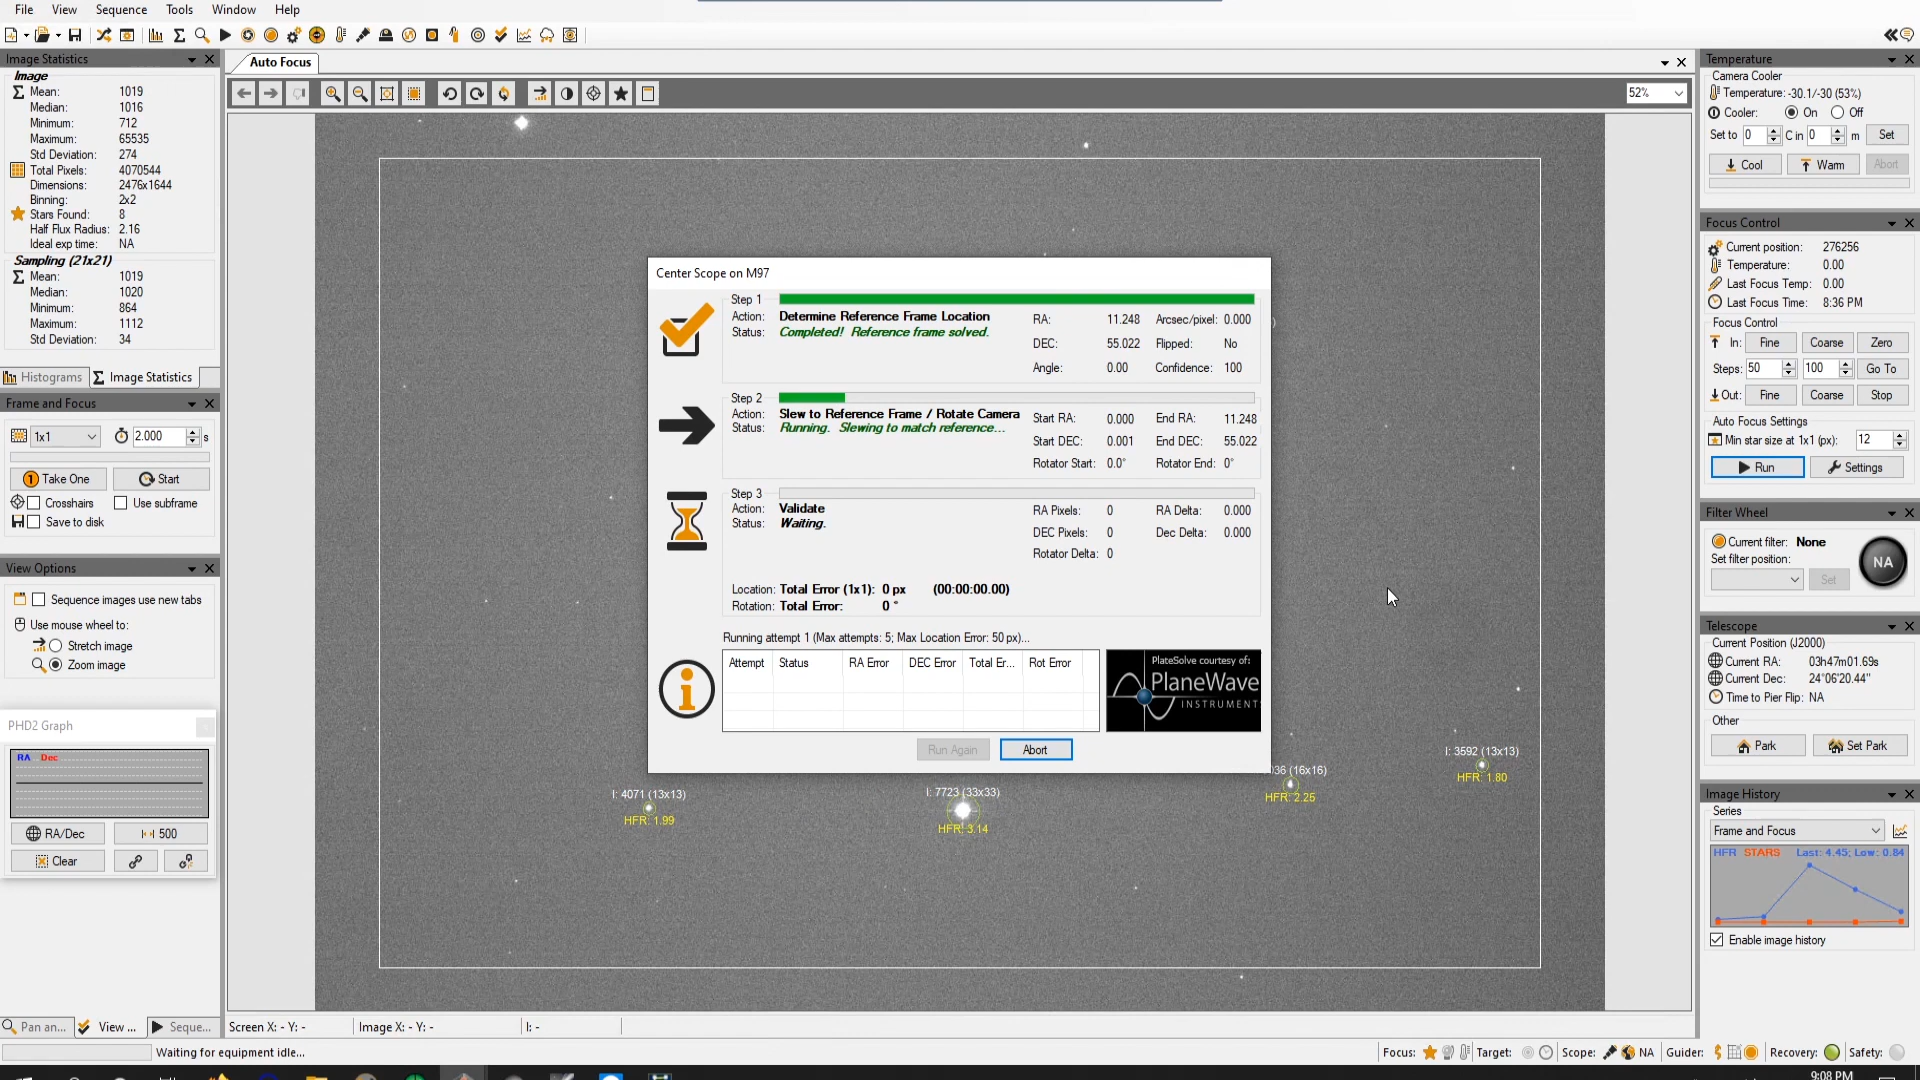 File View Sequence Tools Window Help
Image Statistics
Image
Mean: 1019
Median: 1016
Minimum: 712
Maximum: 65535
Std Deviation: 274
Total Pixels: 4070544
Dimensions: 2476x1644
Binning: 2x2
Stars Found: 8
Half Flux Radius: 2.16
Ideal exp time: NA
Sampling (21x21)
Mean: 1019
Median: 1020
Minimum: 864
Maximum: 1112
Std Deviation: 34
Histograms Image Statistics
Frame and Focus
1x1 2.000 s
Take One Start
Crosshairs Use subframe
Save to disk
View Options
Sequence images use new tabs
Use mouse wheel to:
Stretch image
Zoom image
PHD2 Graph
RA Dec
RA/Dec 500
Clear
Pan an... View ... Seque...
Auto Focus
52%
Center Scope on M97
Step 1
Action: Determine Reference Frame Location
Status: Completed! Reference frame solved.
RA: 11.248 Arcsec/pixel: 0.000
DEC: 55.022 Flipped: No
Angle: 0.00 Confidence: 100
Step 2
Action: Slew to Reference Frame / Rotate Camera
Status: Running. Slewing to match reference...
Start RA: 0.000 End RA: 11.248
Start DEC: 0.001 End DEC: 55.022
Rotator Start: 0.0° Rotator End: 0°
Step 3
Action: Validate
Status: Waiting.
RA Pixels: 0 RA Delta: 0.000
DEC Pixels: 0 Dec Delta: 0.000
Rotator Delta: 0
Location: Total Error (1x1): 0 px (00:00:00.00)
Rotation: Total Error: 0 °
Running attempt 1 (Max attempts: 5; Max Location Error: 50 px)...
Attempt Status RA Error DEC Error Total Er... Rot Error
PlateSolve courtesy of:
PlaneWave
INSTRUMENT
Run Again Abort
I: 4071 (13x13)
HFR: 1.99
I: 7723 (33x33)
HFR: 3.14
36 (16x16)
HFR: 2.25
I: 3592 (13x13)
HFR: 1.80
Screen X: - Y: - Image X: - Y: - I: -
Temperature
Camera Cooler
Temperature: -30.1/-30 (53%)
Cooler: On Off
Set to 0 C in 0 m Set
Cool Warm Abort
Focus Control
Current position: 276256
Temperature: 0.00
Last Focus Temp: 0.00
Last Focus Time: 8:36 PM
Focus Control
In: Fine Coarse Zero
Steps: 50 100 Go To
Out: Fine Coarse Stop
Auto Focus Settings
Min star size at 1x1 (px): 12
Run Settings
Filter Wheel
Current filter: None
Set filter position:
Set
NA
Telescope
Current Position (J2000)
Current RA: 03h47m01.69s
Current Dec: 24°06'20.44"
Time to Pier Flip: NA
Other
Park Set Park
Image History
Series
Frame and Focus
HFR STARS Last: 4.45; Low: 0.84
Enable image history
Waiting for equipment idle...
Focus: Target: Scope: NA Guider: Recovery: Safety:
9:08 PM